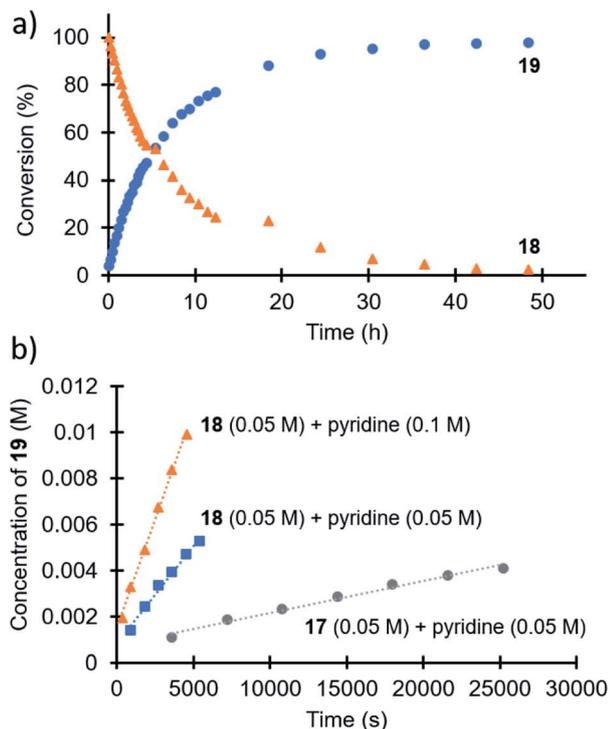 a)
Conversion (%)
100
80
60
40
20
0
19
18
0 10 20 30 40 50
Time (h)
b)
Concentration of 19 (M)
0.012
0.01
0.008
0.006
0.004
0.002
0
18 (0.05 M) + pyridine (0.1 M)
18 (0.05 M) + pyridine (0.05 M)
17 (0.05 M) + pyridine (0.05 M)
0 5000 10000 15000 20000 25000 30000
Time (s)